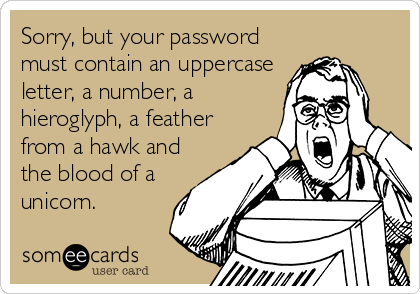 Sorry, but your password
must contain an uppercase
letter, a number, a
hieroglyph, a feather
from a hawk and
the blood of a
unicorn.
someecards
user card